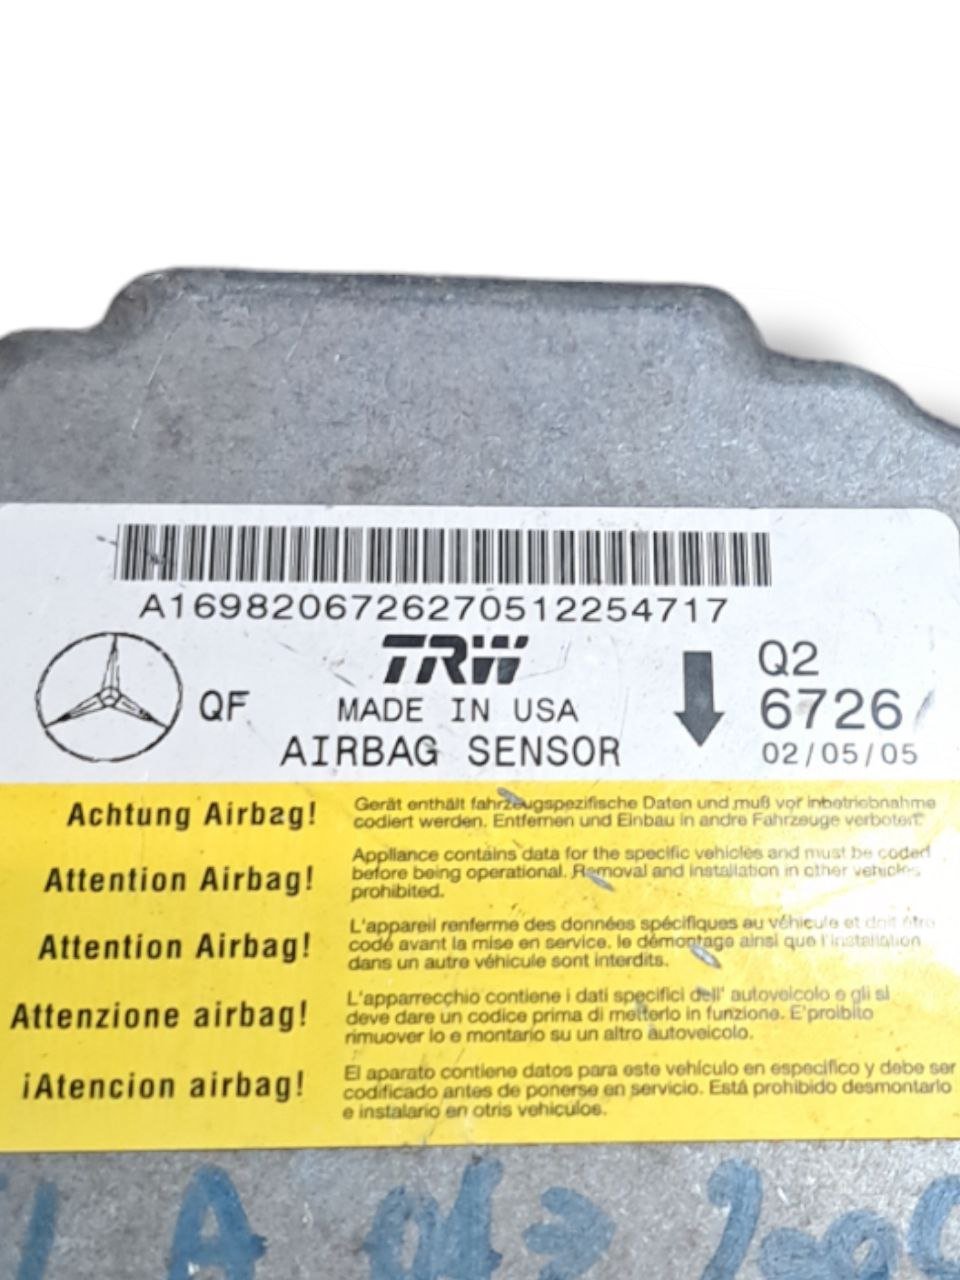 A1698206726270512254717
TRW
QF
MADE IN USA
AIRBAG SENSOR
Q2
6726
02/05/05
Achtung Airbag!
Gerät enthält fahrzeugspezifische Daten und muß vor inbetriebnahme
codiert werden. Entfernen und Einbau in andre Fahrzeuge verboten.
Attention Airbag!
Appliance contains data for the specific vehicles and must be coded
before being operational. Removal and installation in other vehicles
prohibited.
Attention Airbag!
L'appareil renferme des données spécifiques au véhicule et doit être
codé avant la mise en service. le démontage ainsi que l'installation
dans un autre véhicule sont interdits.
Attenzione airbag!
L'apparrecchio contiene i dati specifici dell' autoveicolo e gli si
deve dare un codice prima di metterlo in funzione. E'proibito
rimuover lo e montario su un altro autoveicolo.
¡Atencion airbag!
El aparato contiene datos para este vehículo en especifico y debe ser
codificado antes de ponerse en servicio. Está prohibido desmontarlo
e instalario en otris vehiculos.
A